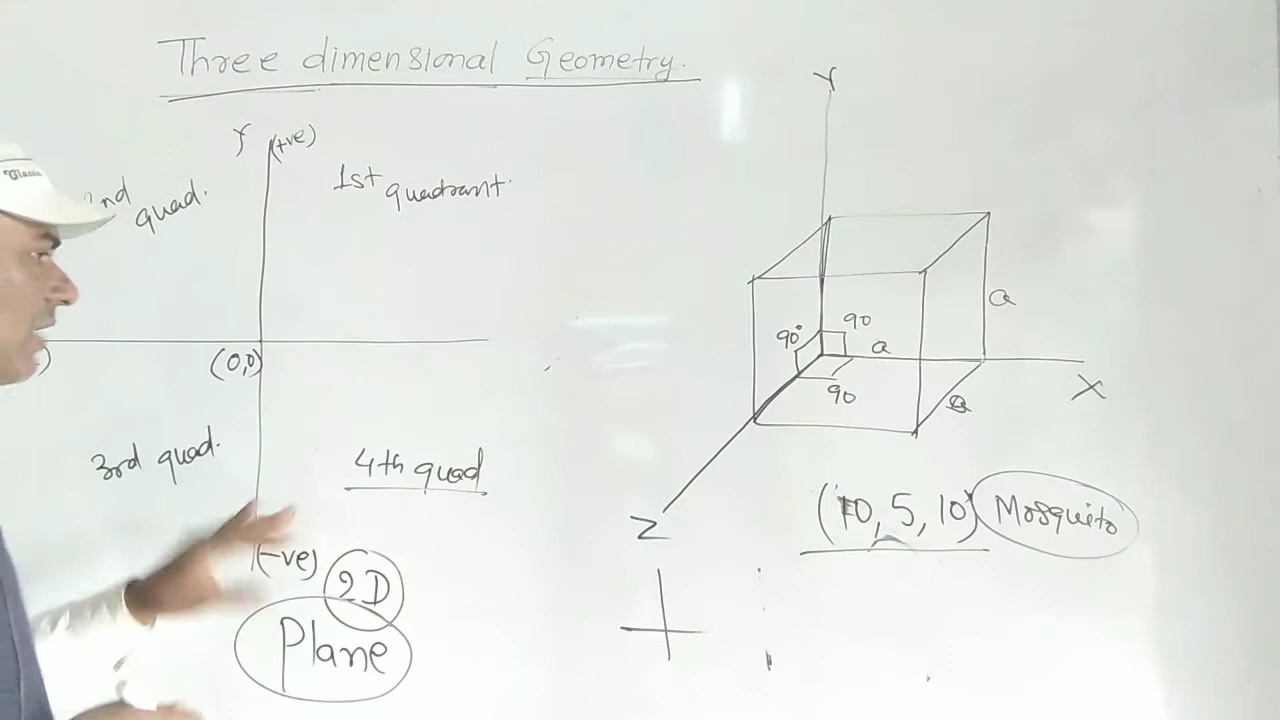 Three dimensional Geometry.
Y (+ve)
1st quadrant.
2nd quad.
(0,0)
3rd quad.
4th quad
(-ve)
2D
Plane
Y
a
90
90°
a
90
a
X
Z
(10, 5, 10) Mosquito
Classic